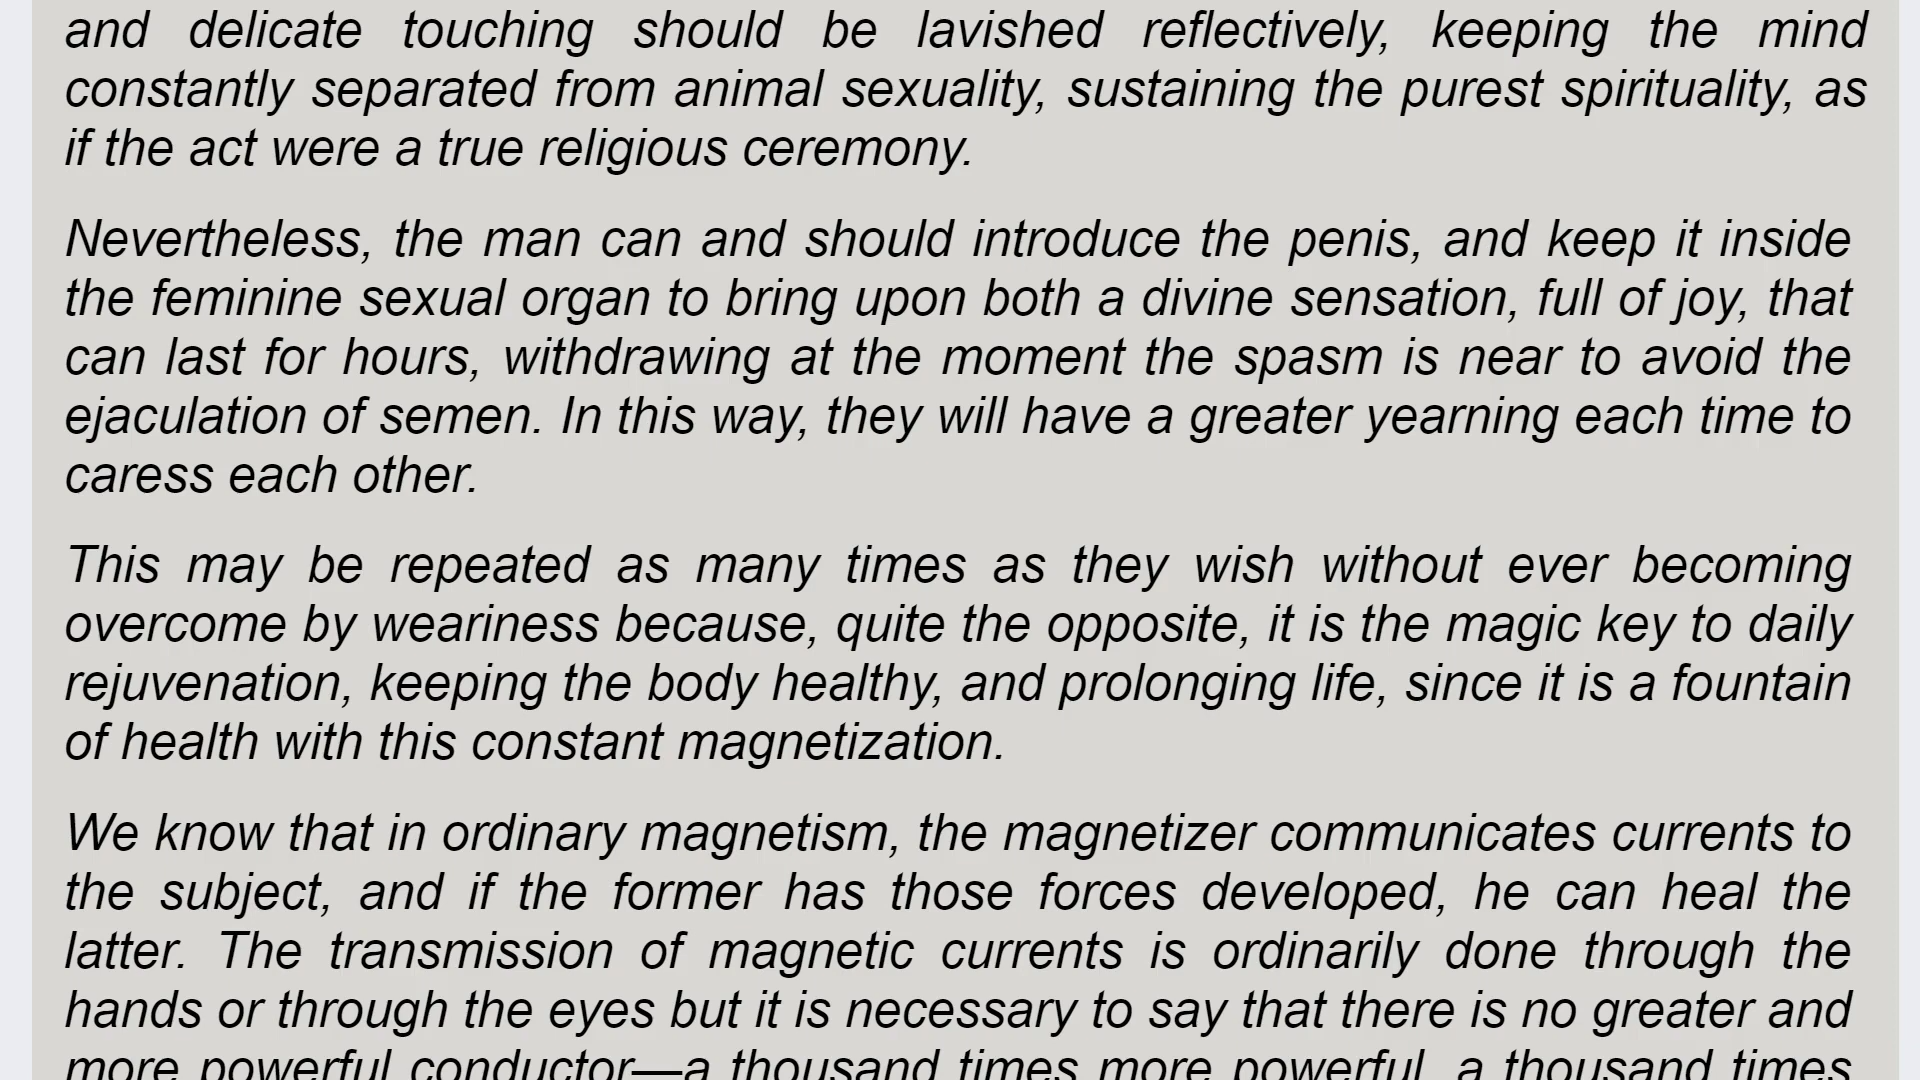 and delicate touching should be lavished reflectively, keeping the mind
constantly separated from animal sexuality, sustaining the purest spirituality, as
if the act were a true religious ceremony.
Nevertheless, the man can and should introduce the penis, and keep it inside
the feminine sexual organ to bring upon both a divine sensation, full of joy, that
can last for hours, withdrawing at the moment the spasm is near to avoid the
ejaculation of semen. In this way, they will have a greater yearning each time to
caress each other.
This may be repeated as many times as they wish without ever becoming
overcome by weariness because, quite the opposite, it is the magic key to daily
rejuvenation, keeping the body healthy, and prolonging life, since it is a fountain
of health with this constant magnetization.
We know that in ordinary magnetism, the magnetizer communicates currents to
the subject, and if the former has those forces developed, he can heal the
latter. The transmission of magnetic currents is ordinarily done through the
hands or through the eyes but it is necessary to say that there is no greater and
more powerful conductor—a thousand times more powerful, a thousand times